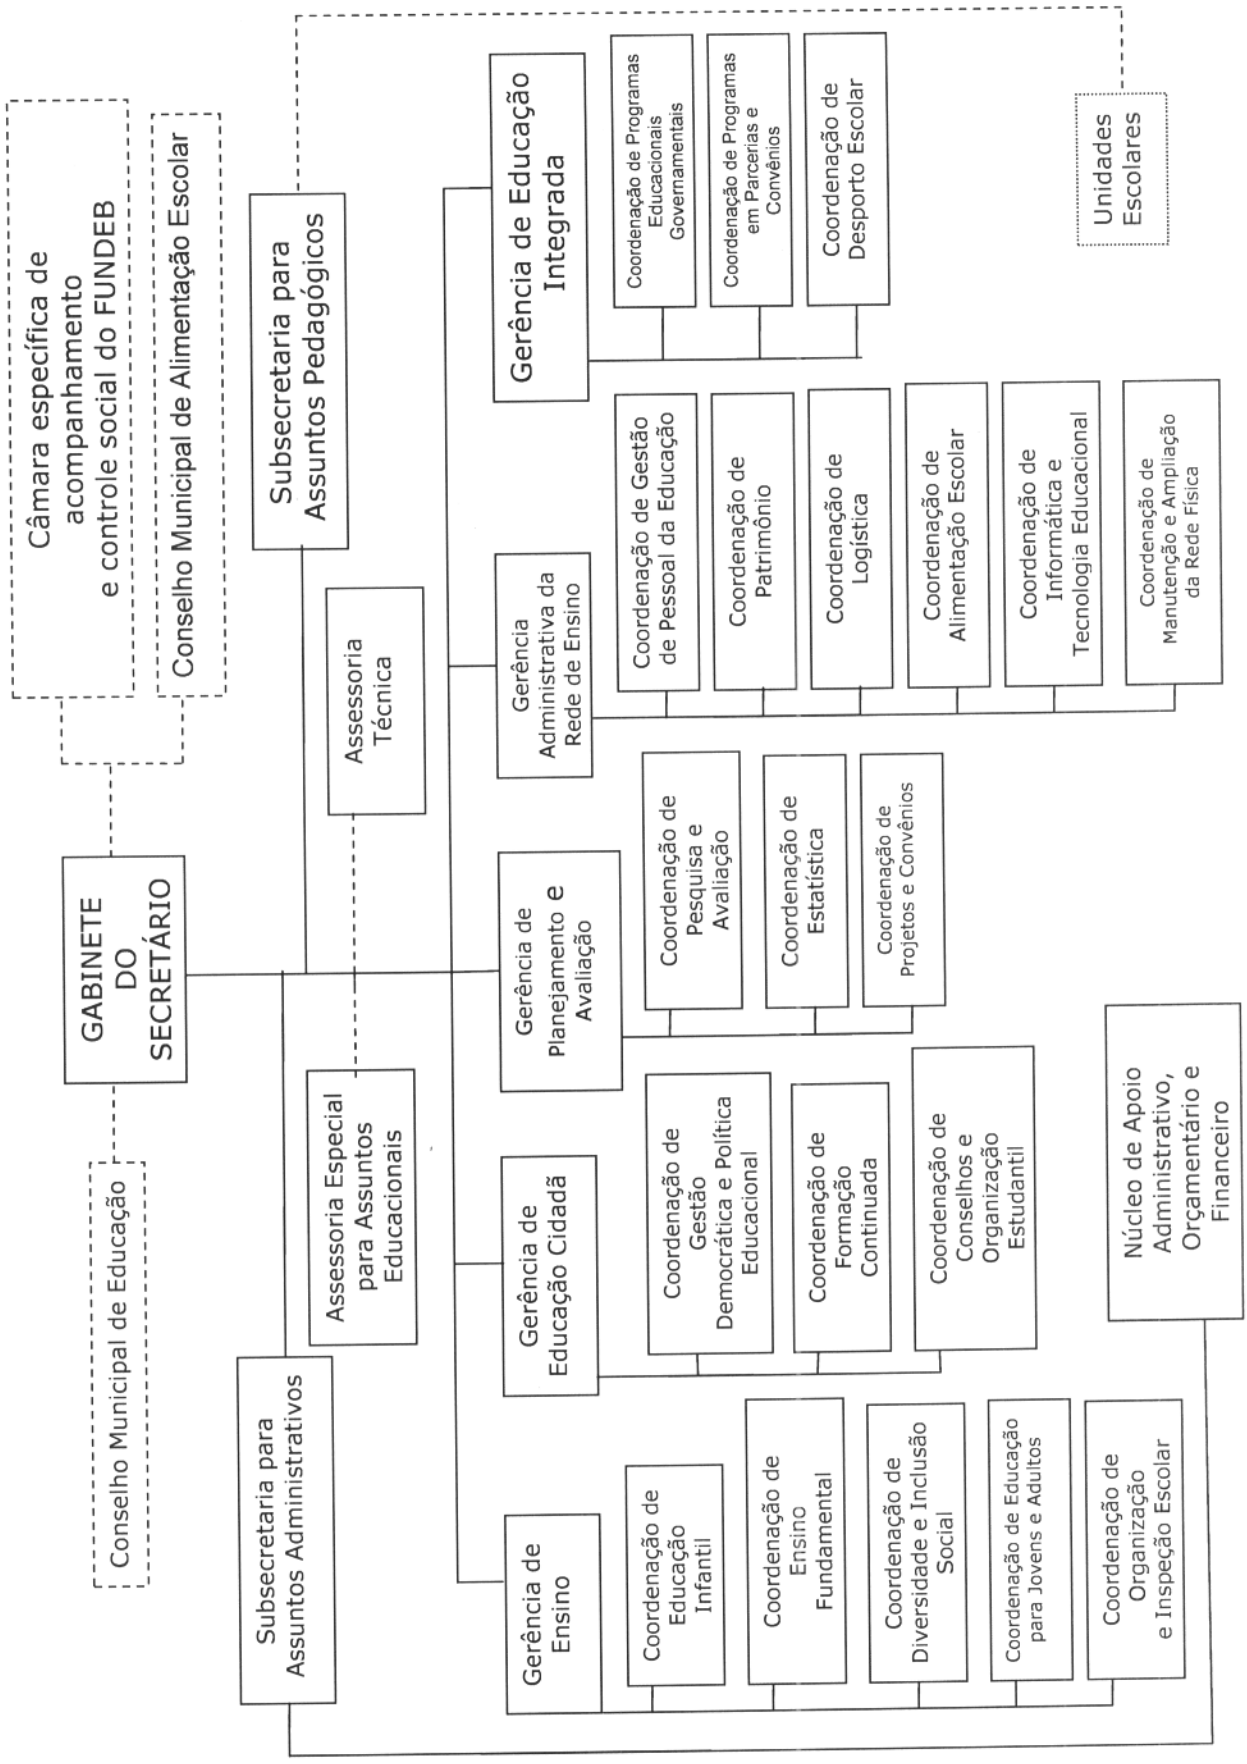 Câmara específica de
acompanhamento
e controle social do FUNDEB
Conselho Municipal de Alimentação Escolar
GABINETE
DO
SECRETÁRIO
Conselho Municipal de Educação
Subsecretaria para
Assuntos Administrativos
Subsecretaria para
Assuntos Pedagógicos
Assessoria Especial
para Assuntos
Educacionais
Assessoria
Técnica
Gerência de
Ensino
Coordenação de
Educação
Infantil
Coordenação de
Ensino
Fundamental
Coordenação de
Diversidade e Inclusão
Social
Coordenação de Educação
para Jovens e Adultos
Coordenação de
Organização
e Inspeção Escolar
Gerência de
Educação Cidadã
Coordenação de
Gestão
Democrática e Política
Educacional
Coordenação de
Formação
Continuada
Coordenação de
Conselhos e
Organização
Estudantil
Gerência de
Planejamento e
Avaliação
Coordenação de
Pesquisa e
Avaliação
Coordenação de
Estatística
Coordenação de
Projetos e Convênios
Gerência
Administrativa da
Rede de Ensino
Coordenação de Gestão
de Pessoal da Educação
Coordenação de
Patrimônio
Coordenação de
Logística
Coordenação de
Alimentação Escolar
Coordenação de
Informática e
Tecnologia Educacional
Coordenação de
Manutenção e Ampliação
da Rede Física
Gerência de Educação
Integrada
Coordenação de Programas
Educacionais
Governamentais
Coordenação de Programas
em Parcerias e
Convênios
Coordenação de
Desporto Escolar
Núcleo de Apoio
Administrativo,
Orçamentário e
Financeiro
Unidades
Escolares